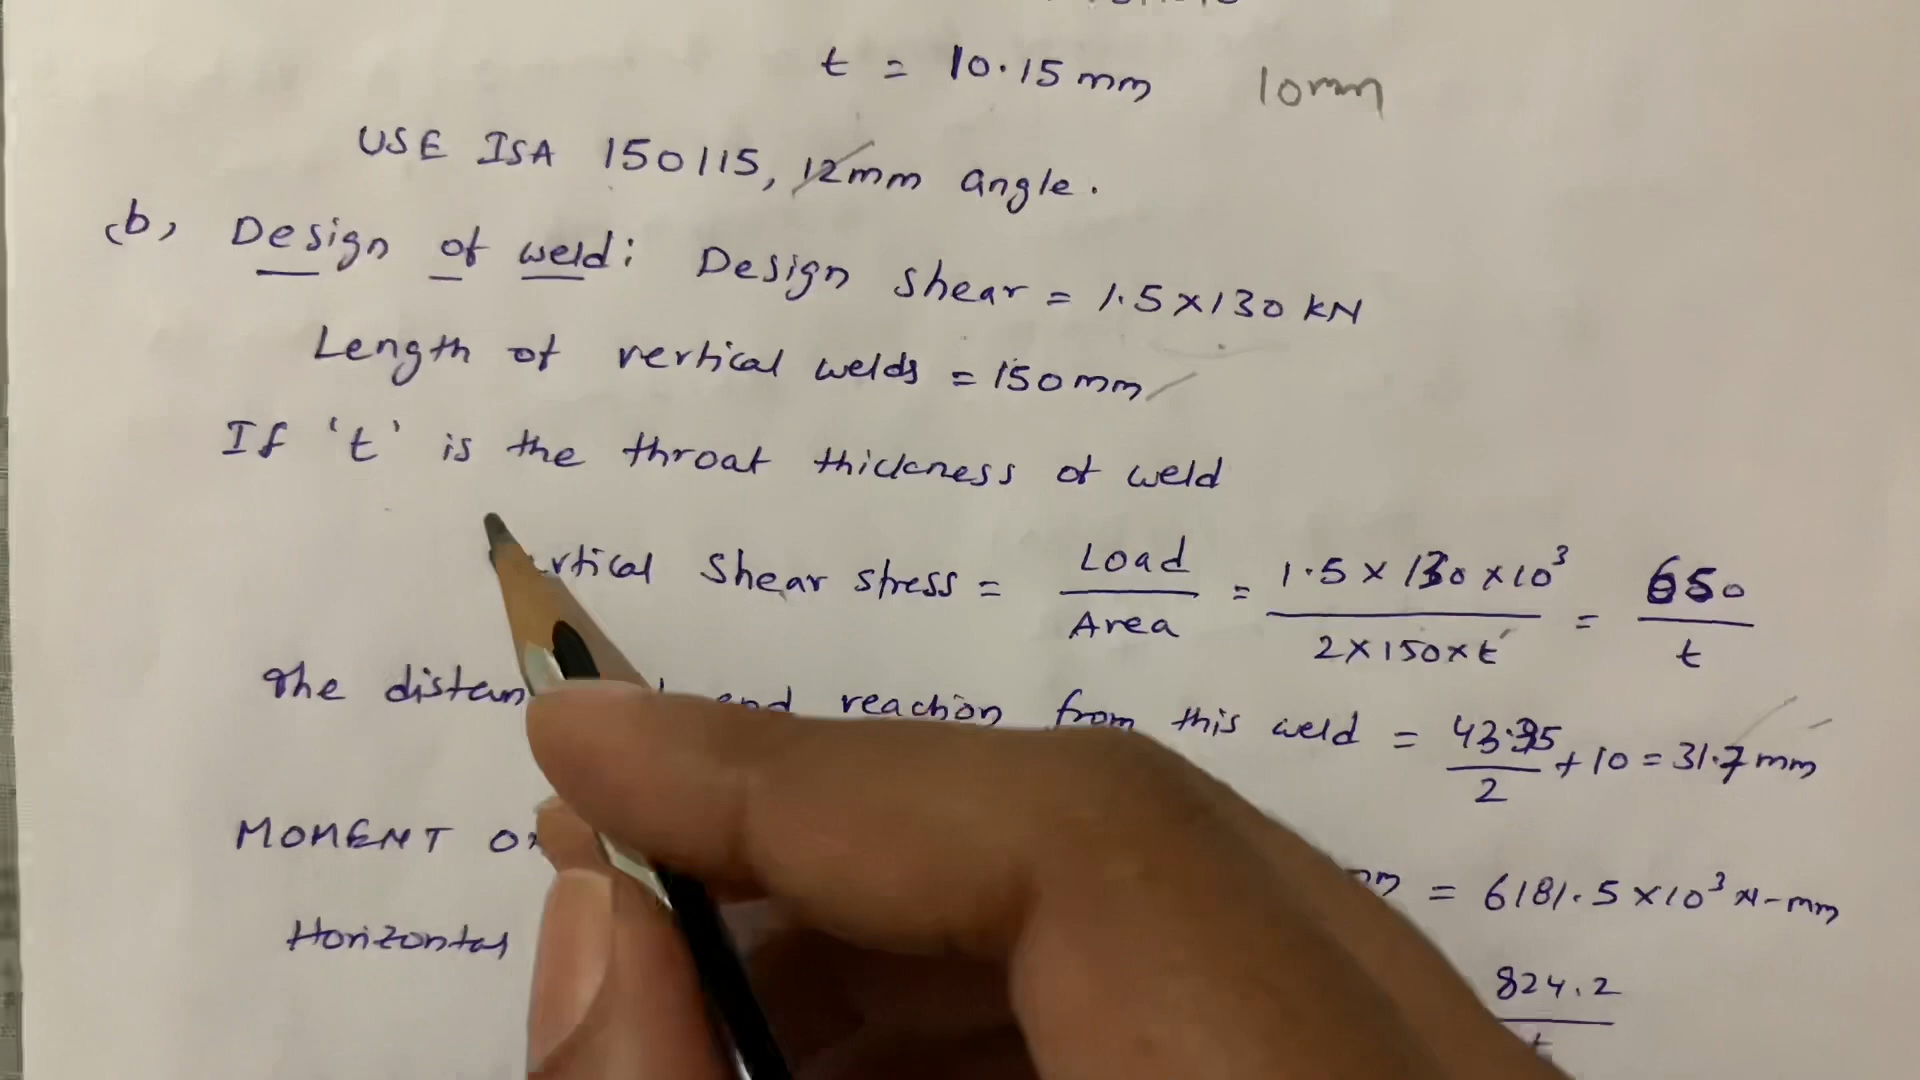 t = 10.15 mm 10mm
USE ISA 150115, 12mm angle.
(b), Design of weld: Design shear = 1.5×130 kN
Length of vertical welds = 150mm
If 't' is the throat thickness of weld
shear stress = Load / Area = 1.5 × 130 × 10³ / 2×150×t = 650 / t
The end reaction from this weld = 43.35 / 2 + 10 = 31.7 mm
MOMENT = 6181.5×10³ N-mm
Horizontal 824.2 / t